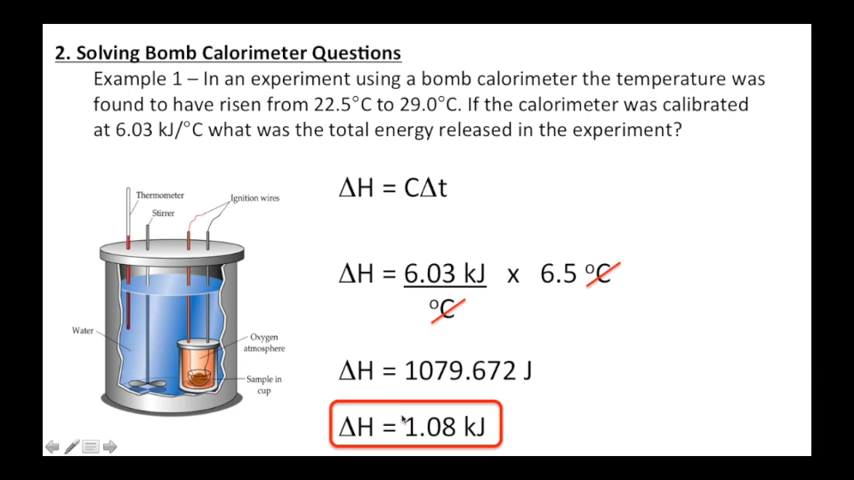 2. Solving Bomb Calorimeter Questions
Example 1 – In an experiment using a bomb calorimeter the temperature was
found to have risen from 22.5°C to 29.0°C. If the calorimeter was calibrated
at 6.03 kJ/°C what was the total energy released in the experiment?
Thermometer
Stirrer
Ignition wires
Water
Oxygen
atmosphere
Sample in
cup
ΔH = CΔt
ΔH = 6.03 kJ x 6.5 °C
°C
ΔH = 1079.672 J
ΔH = 1.08 kJ